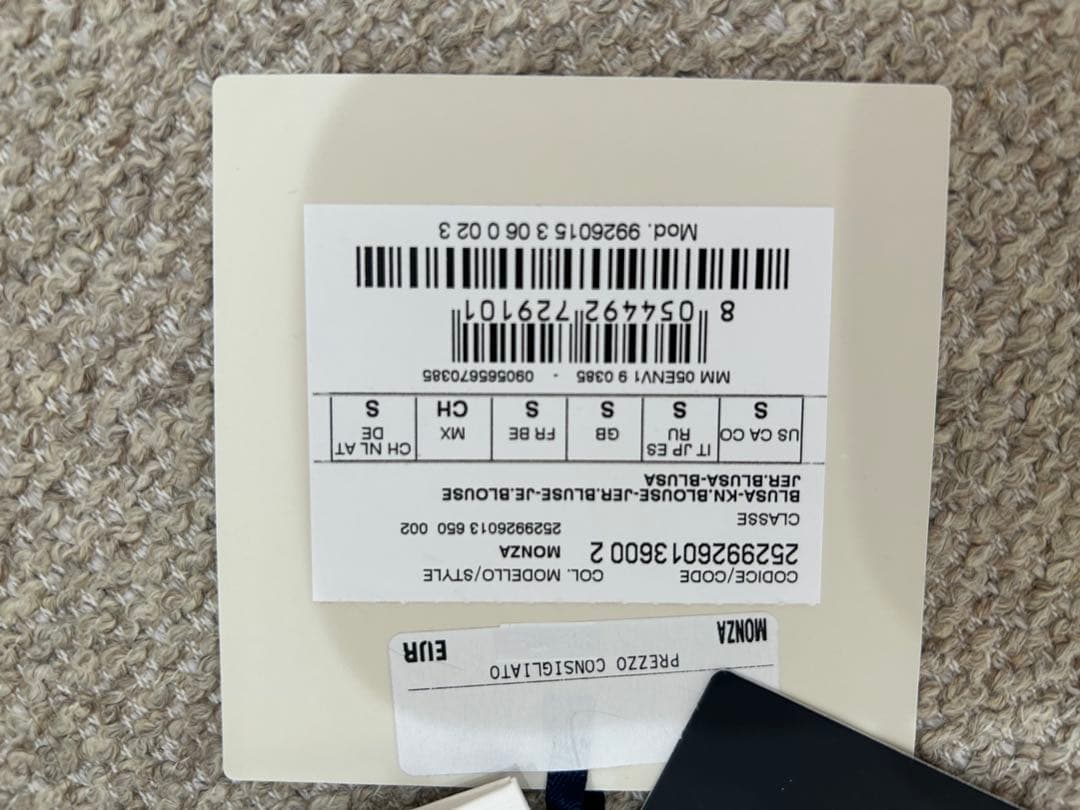 MONZA EUR
PREZZO CONSIGLIATO
CODICE/CODE COL. MODELLO/STYLE
2529926013600 2 MONZA
2529926013 650 002
CLASSE
BLUSA-KN.BLOUSE-JER.BLUSE-JE.BLOUSE
JER.BLUSA-BLUSA
US CA CO IT JP ES RU GB FR BE MX CH NL AT DE
S S S S CH S
MM 05ENV1 9 0385 - 090565670385
8 054492 729101
Mod. 9926015 3 06 0 02 3